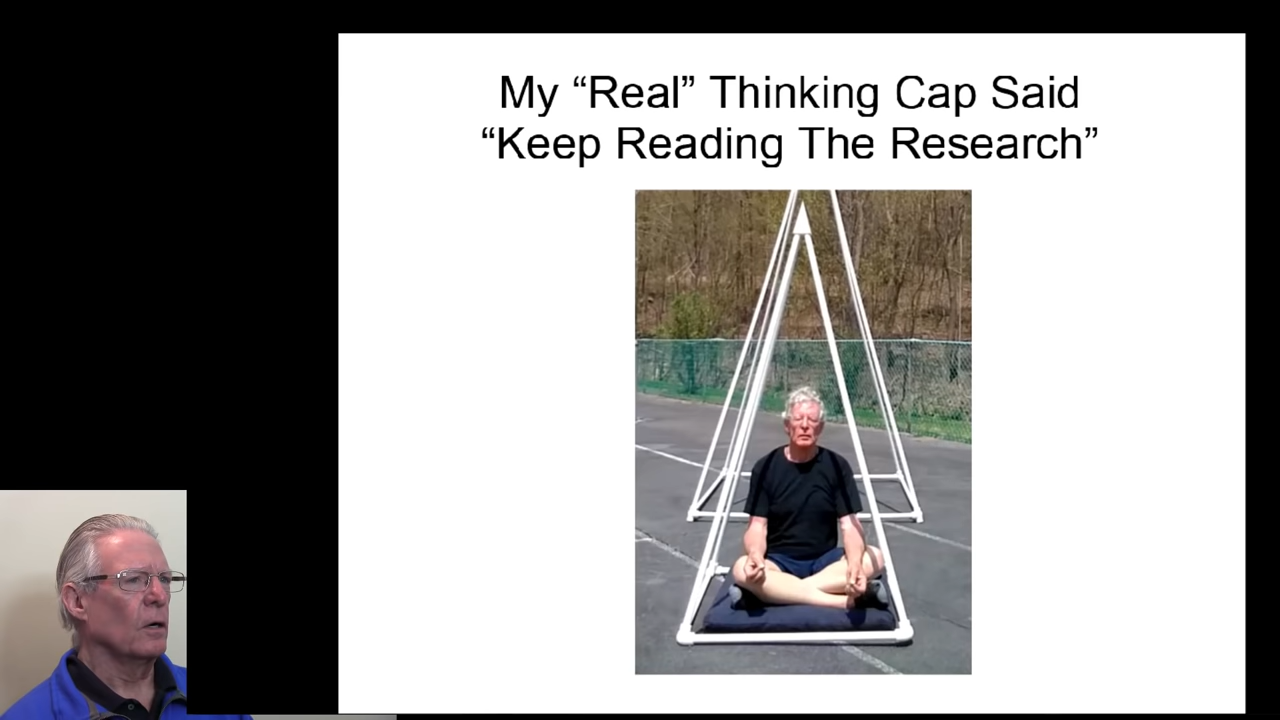 My “Real” Thinking Cap Said
“Keep Reading The Research”